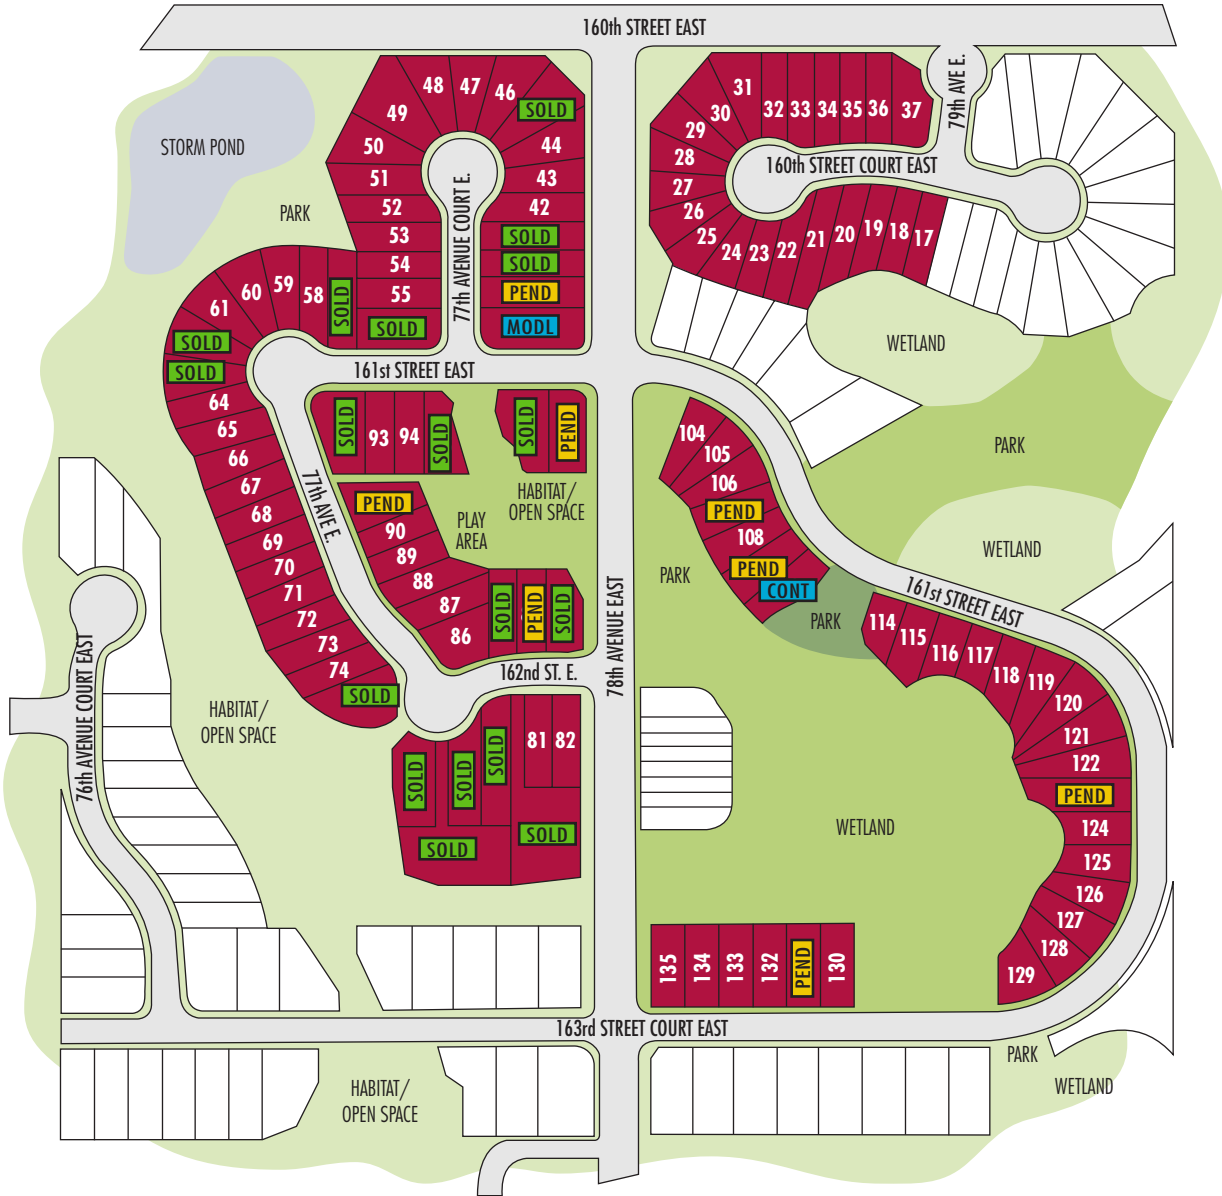 160th STREET EAST
79th AVE E.
48
47
46
SOLD
49
50
44
51
43
52
42
53
SOLD
54
SOLD
55
PEND
SOLD
MODL
77th AVENUE COURT E.
STORM POND
PARK
31
30
32
33
34
35
36
37
29
28
27
26
25
24
23
22
21
20
19
18
17
160th STREET COURT EAST
WETLAND
PARK
WETLAND
61
60
59
58
SOLD
SOLD
SOLD
64
65
66
67
68
69
70
71
72
73
74
SOLD
161st STREET EAST
77th AVE E.
SOLD
93
94
SOLD
SOLD
PEND
HABITAT/
OPEN SPACE
PLAY
AREA
PEND
90
89
88
87
86
SOLD
PEND
SOLD
162nd ST. E.
78th AVENUE EAST
SOLD
SOLD
SOLD
81
82
SOLD
SOLD
HABITAT/
OPEN SPACE
76th AVENUE COURT EAST
PARK
104
105
106
PEND
108
PEND
CONT
PARK
161st STREET EAST
114
115
116
117
118
119
120
121
122
PEND
124
125
126
127
128
129
WETLAND
135
134
133
132
PEND
130
163rd STREET COURT EAST
HABITAT/
OPEN SPACE
PARK
WETLAND